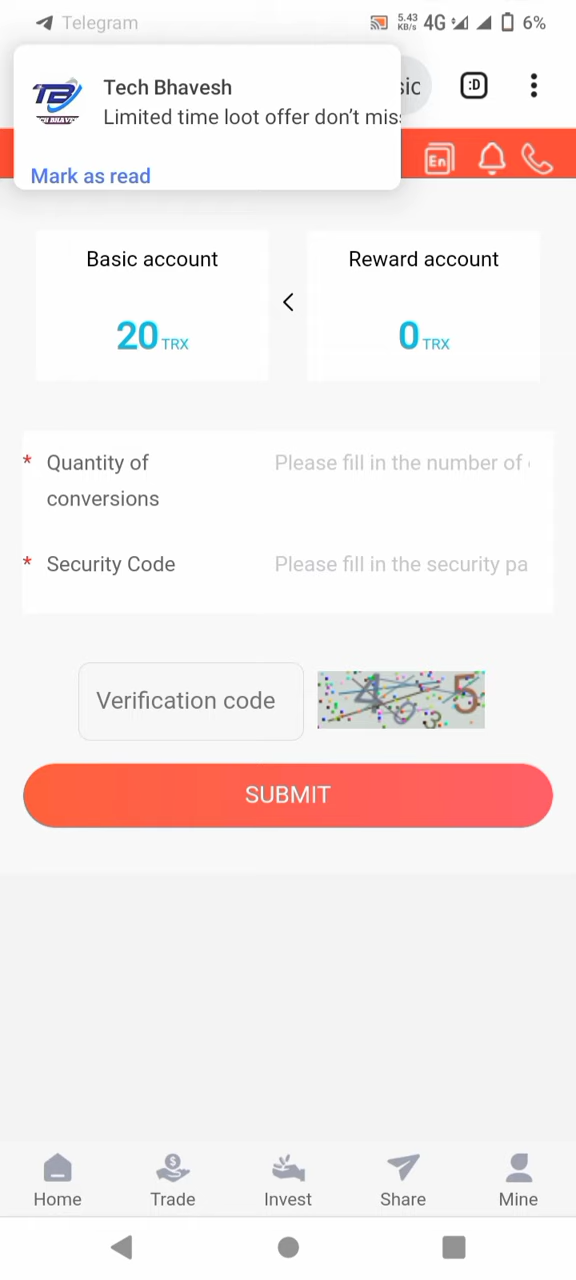 Telegram
5.43
KB/s
4G
6%
Tech Bhavesh
Limited time loot offer don't mis
sic
:D
Mark as read
En
Basic account
Reward account
20 TRX
<
0 TRX
* Quantity of
conversions
Please fill in the number of
* Security Code
Please fill in the security pa
Verification code
SUBMIT
Home
Trade
Invest
Share
Mine